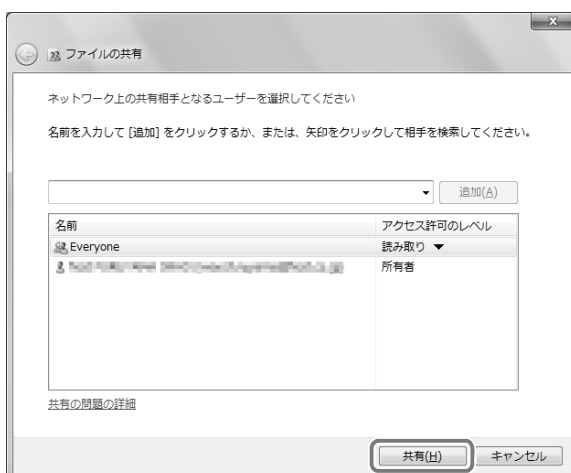 ファイルの共有
ネットワーク上の共有相手となるユーザーを選択してください
名前を入力して [追加] をクリックするか、または、矢印をクリックして相手を検索してください。
追加(A)
名前 アクセス許可のレベル
Everyone 読み取り
所有者
共有の問題の詳細
共有(H) キャンセル